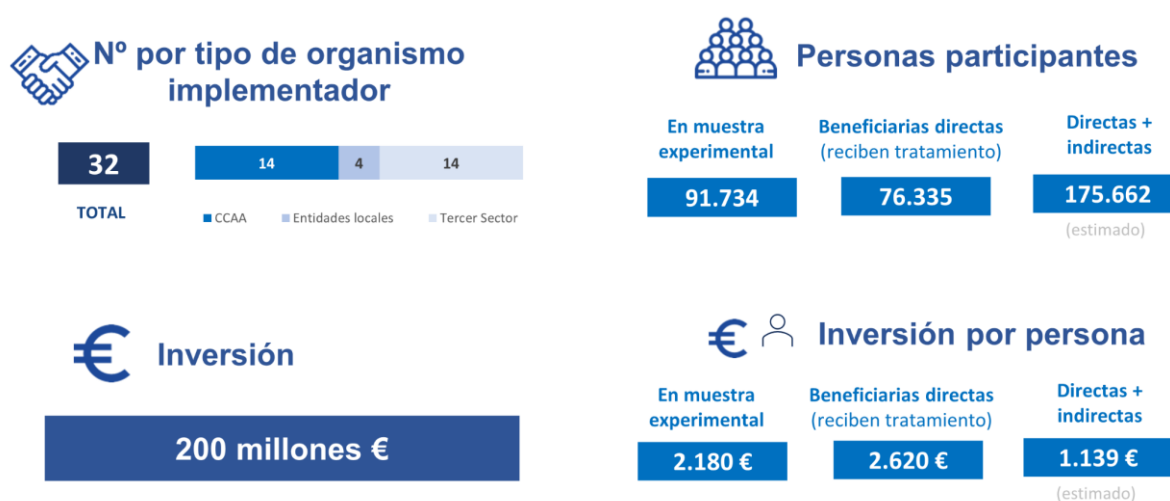 Nº por tipo de organismo
implementador
32
TOTAL
14
4
14
CCAA
Entidades locales
Tercer Sector
Personas participantes
En muestra
experimental
91.734
Beneficiarias directas
(reciben tratamiento)
76.335
Directas +
indirectas
175.662
(estimado)
€ Inversión
200 millones €
€ Inversión por persona
En muestra
experimental
2.180 €
Beneficiarias directas
(reciben tratamiento)
2.620 €
Directas +
indirectas
1.139 €
(estimado)